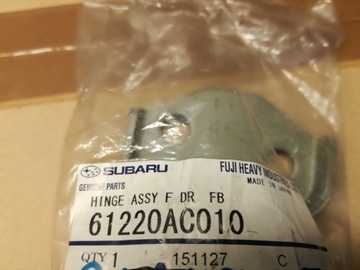 SUBARU
GENUINE PARTS
FUJI HEAVY INDUSTRIES
MADE IN JAPAN
HINGE ASSY F DR FB
61220AC010
QTY 1 151127 C